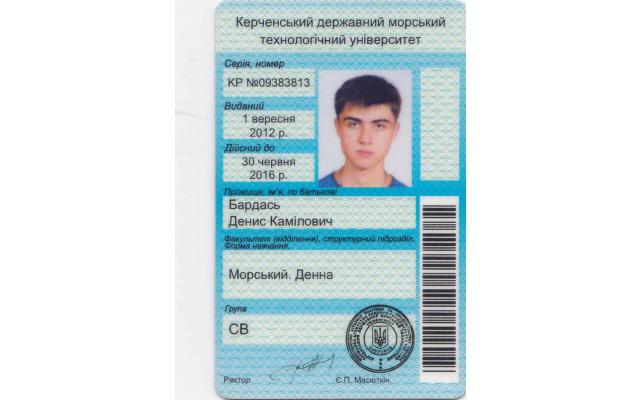 Керченський державний морський
технологічний університет
Серія, номер
КР №09383813
Виданий
1 вересня
2012 р.
Дійсний до
30 червня
2016 р.
Прізвище, ім'я, по батькові
Бардась
Денис Камілович
Факультет (відділення), структурний підрозділ.
Форма навчання.
Морський. Денна
Група
СВ
Ректор
Є.П. Масюткін